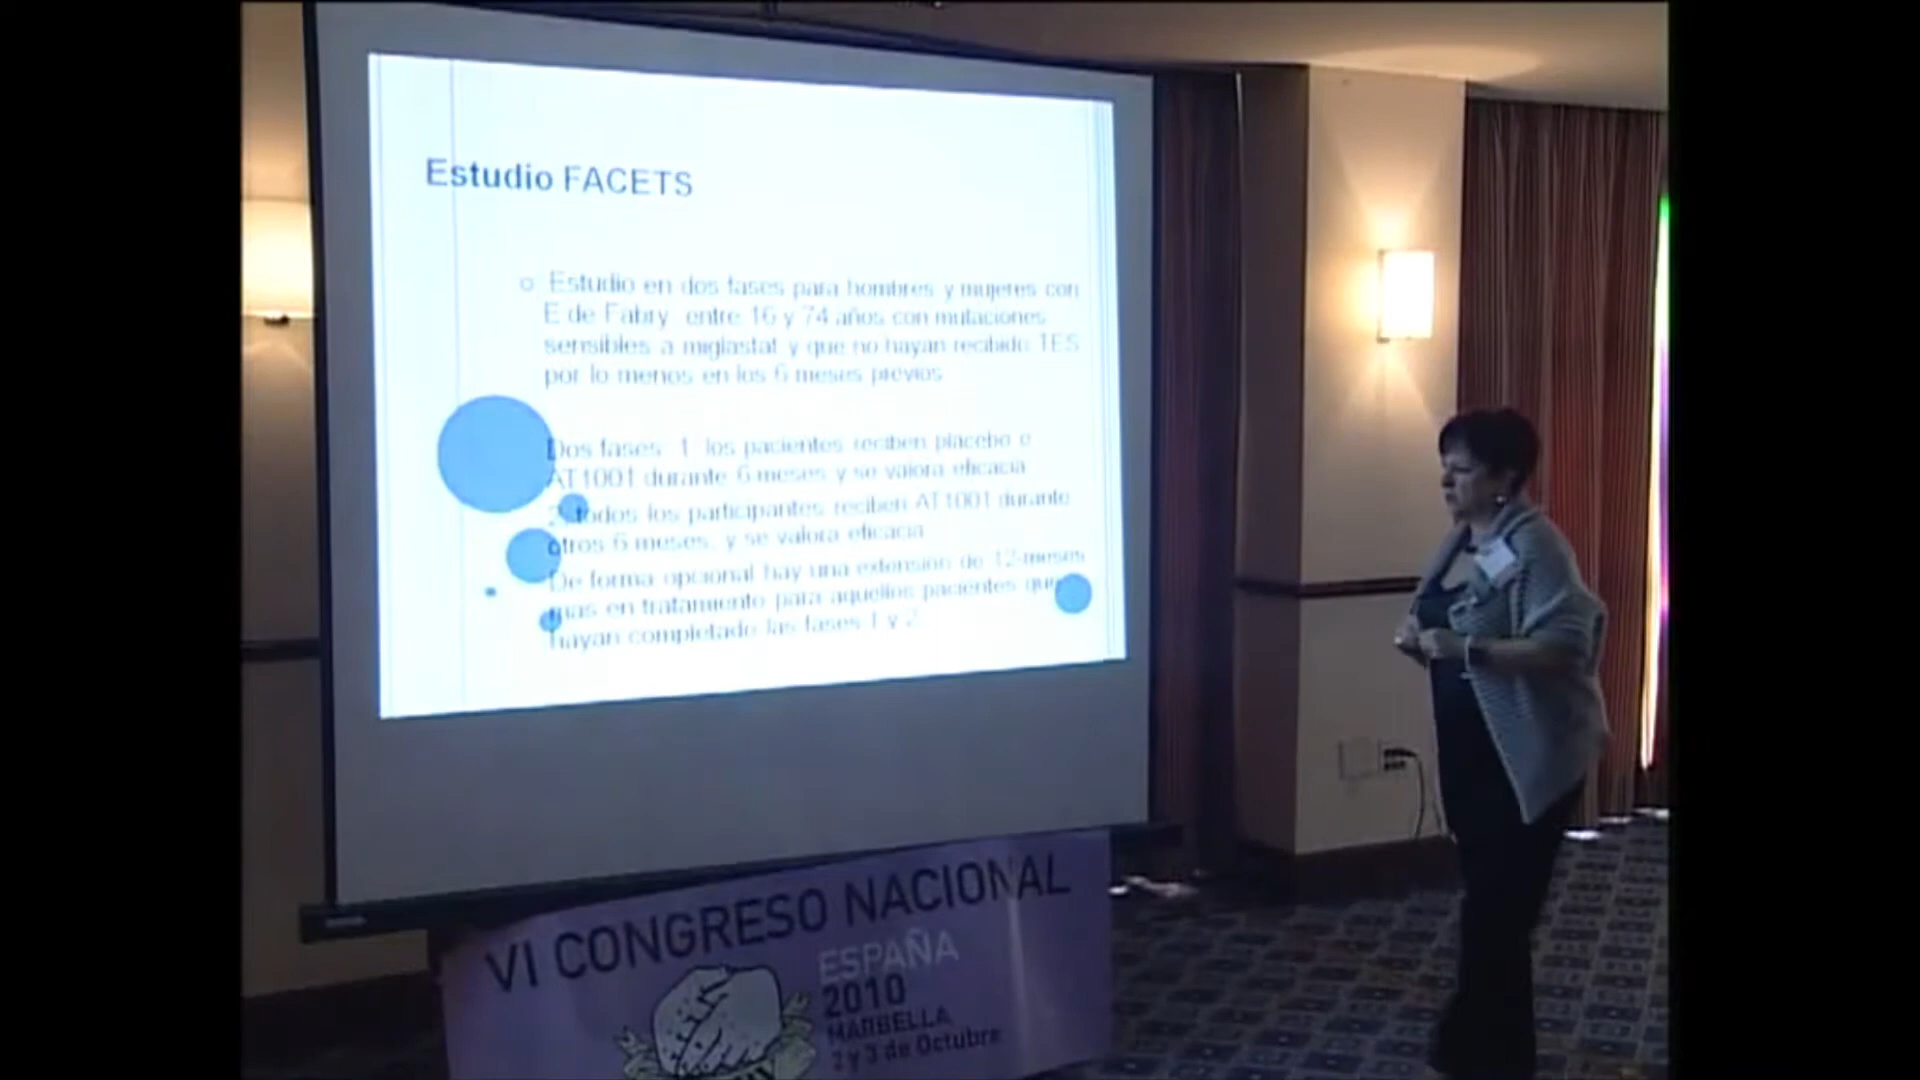 Estudio FACETS
Estudio en dos fases para hombres y mujeres con
E de Fabry entre 16 y 74 años con mutaciones
sensibles a miglastat y que no hayan recibido TES
por lo menos en los 6 meses previos
Dos fases: 1 los pacientes reciben placebo o
AT1001 durante 6 meses y se valora eficacia
2 todos los participantes reciben AT1001 durante
otros 6 meses, y se valora eficacia
De forma opcional hay una extensión de 12 meses
mas en tratamiento para aquellos pacientes que
hayan completado las fases 1 y 2
VI CONGRESO NACIONAL
ESPAÑA
2010
MARBELLA
2 y 3 de Octubre